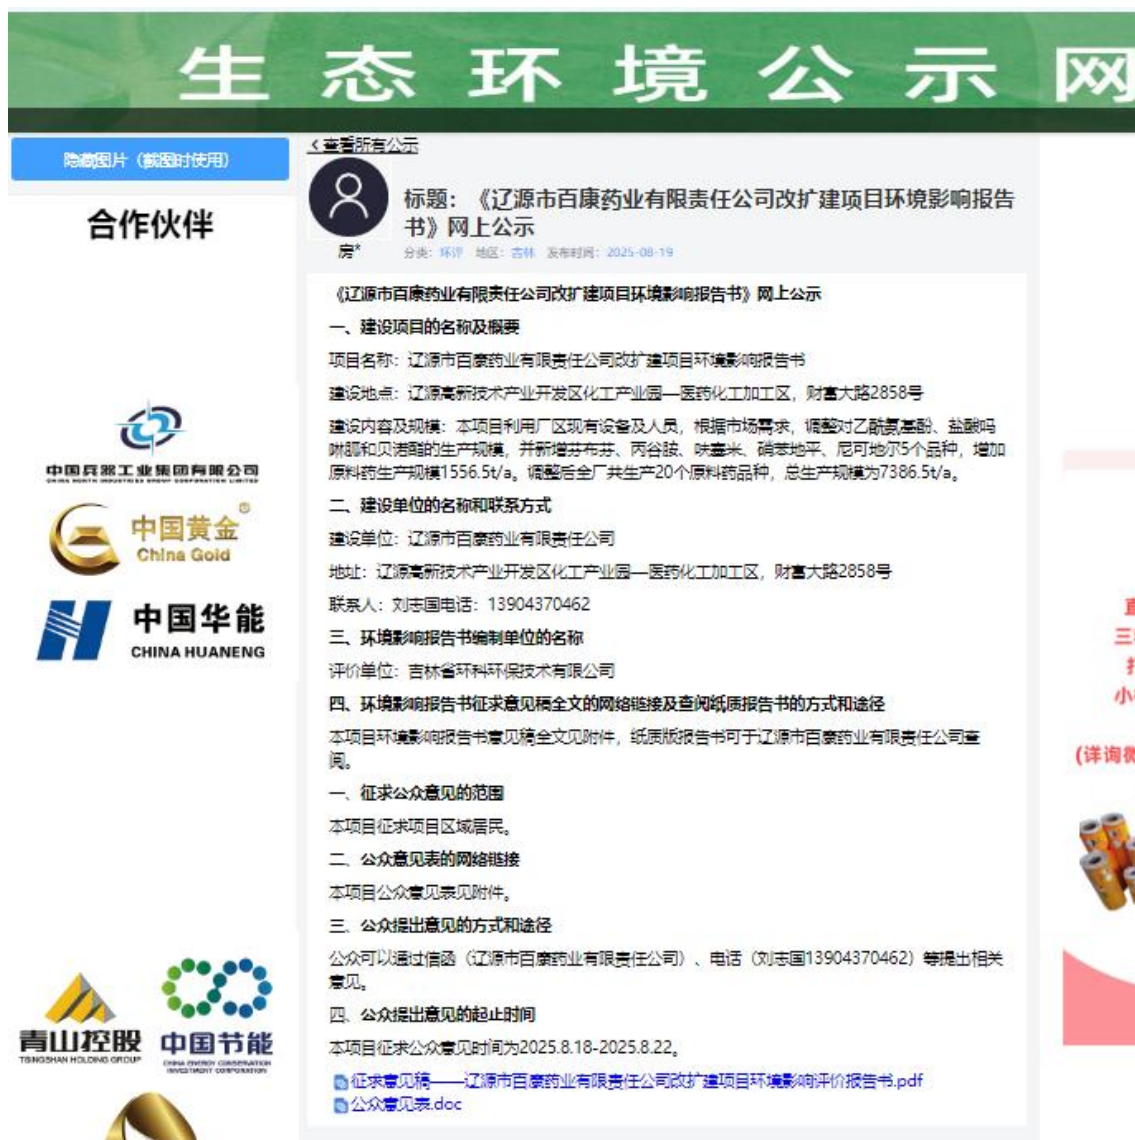 生态环境公示网
隐藏图片（截图时使用）
合作伙伴
中国兵器工业集团有限公司
CHINA NORTH INDUSTRIES GROUP CORPORATION LIMITED
中国黄金®
China Gold
中国华能
CHINA HUANENG
青山控股
TSINGSHAN HOLDING GROUP
中国节能
CHINA ENERGY CONSERVATION
INVESTMENT CORPORATION
<查看所有公示
房*
标题：《辽源市百康药业有限责任公司改扩建项目环境影响报告
书》网上公示
分类：环评 地区：吉林 发布时间：2025-08-19
《辽源市百康药业有限责任公司改扩建项目环境影响报告书》网上公示
一、建设项目的名称及概要
项目名称：辽源市百康药业有限责任公司改扩建项目环境影响报告书
建设地点：辽源高新技术产业开发区化工产业园—医药化工加工区，财富大路2858号
建设内容及规模：本项目利用厂区现有设备及人员，根据市场需求，调整对乙酰氨基酚、盐酸吗
啉胍和贝诺酯的生产规模，并新增芬布芬、丙谷胺、呋塞米、硝苯地平、尼可地尔5个品种，增加
原料药生产规模1556.5t/a。调整后全厂共生产20个原料药品种，总生产规模为7386.5t/a。
二、建设单位的名称和联系方式
建设单位：辽源市百康药业有限责任公司
地址：辽源高新技术产业开发区化工产业园—医药化工加工区，财富大路2858号
联系人：刘志国电话：13904370462
三、环境影响报告书编制单位的名称
评价单位：吉林省环科环保技术有限公司
四、环境影响报告书征求意见稿全文的网络链接及查阅纸质报告书的方式和途径
本项目环境影响报告书意见稿全文见附件，纸质版报告书可于辽源市百康药业有限责任公司查
阅。
一、征求公众意见的范围
本项目征求项目区域居民。
二、公众意见表的网络链接
本项目公众意见表见附件。
三、公众提出意见的方式和途径
公众可以通过信函（辽源市百康药业有限责任公司）、电话（刘志国13904370462）等提出相关
意见。
四、公众提出意见的起止时间
本项目征求公众意见时间为2025.8.18-2025.8.22。
征求意见稿——辽源市百康药业有限责任公司改扩建项目环境影响评价报告书.pdf
公众意见表.doc
三
小
(详询微